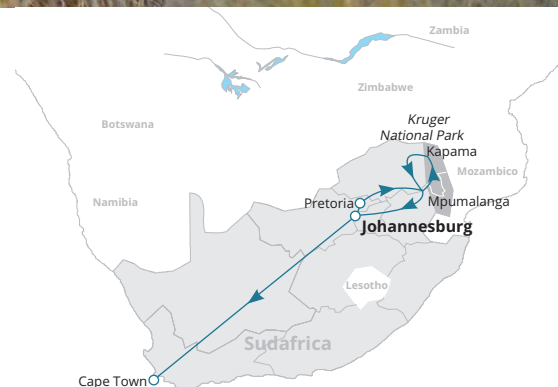 Zambia
Zimbabwe
Botswana
Kruger
National Park
Kapama
Mozambico
Namibia
Pretoria
Mpumalanga
Johannesburg
Lesotho
Sudafrica
Cape Town